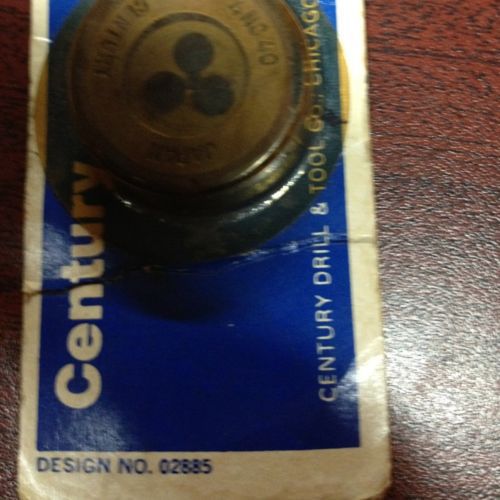 Century
CENTURY DRILL & TOOL CO., CHICAGO
DESIGN NO. 02885